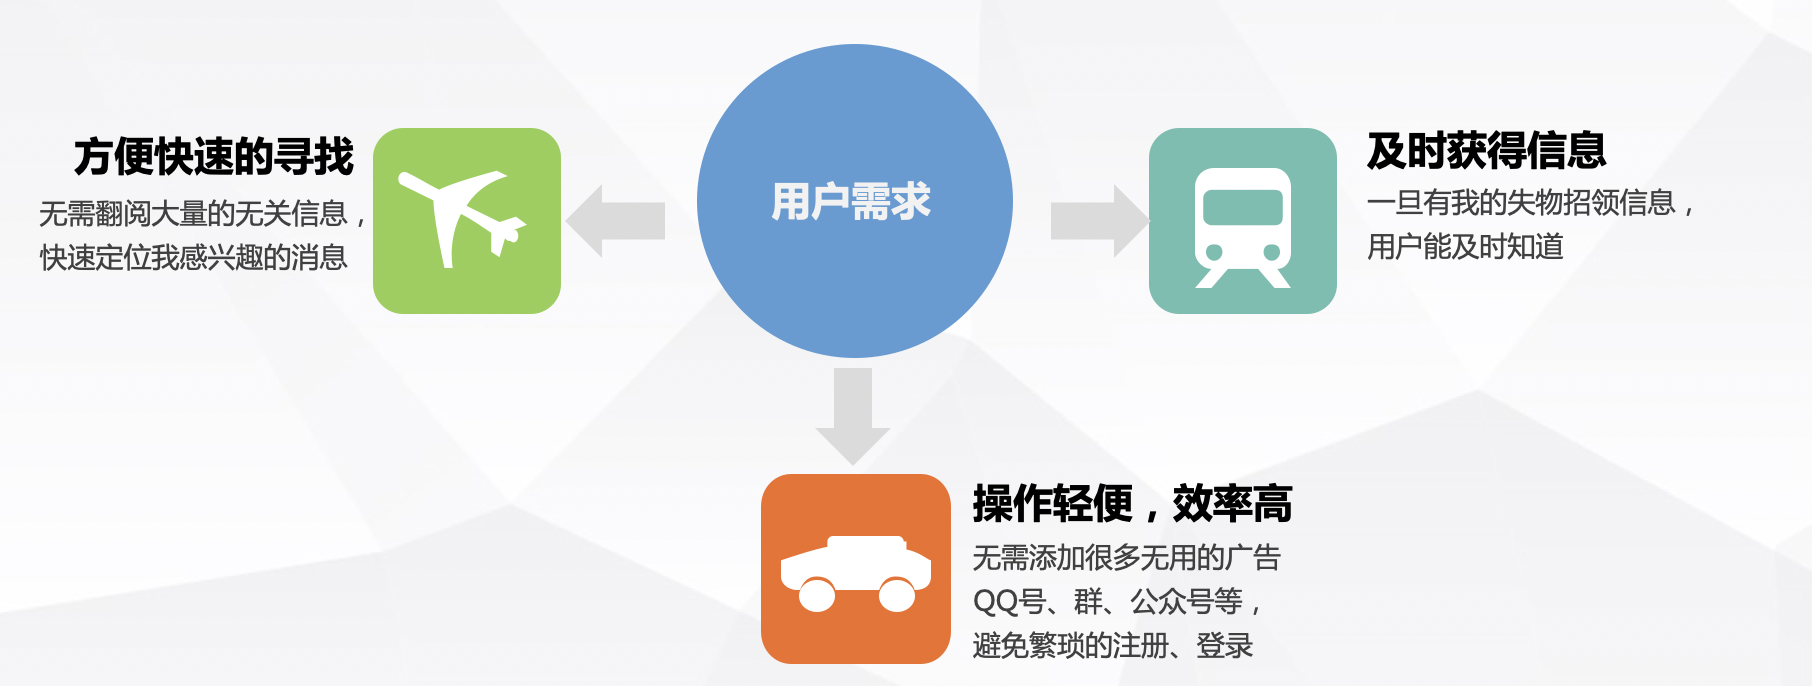 用户需求
方便快速的寻找
无需翻阅大量的无关信息，
快速定位我感兴趣的消息
及时获得信息
一旦有我的失物招领信息，
用户能及时知道
操作轻便，效率高
无需添加很多无用的广告
QQ号、群、公众号等，
避免繁琐的注册、登录